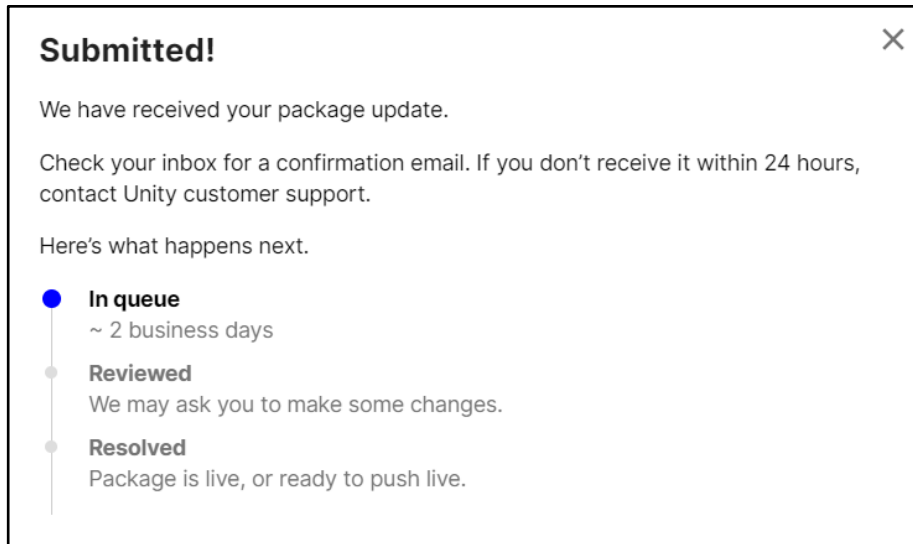 Submitted!
We have received your package update.
Check your inbox for a confirmation email. If you don’t receive it within 24 hours,
contact Unity customer support.
Here’s what happens next.
In queue
~ 2 business days
Reviewed
We may ask you to make some changes.
Resolved
Package is live, or ready to push live.